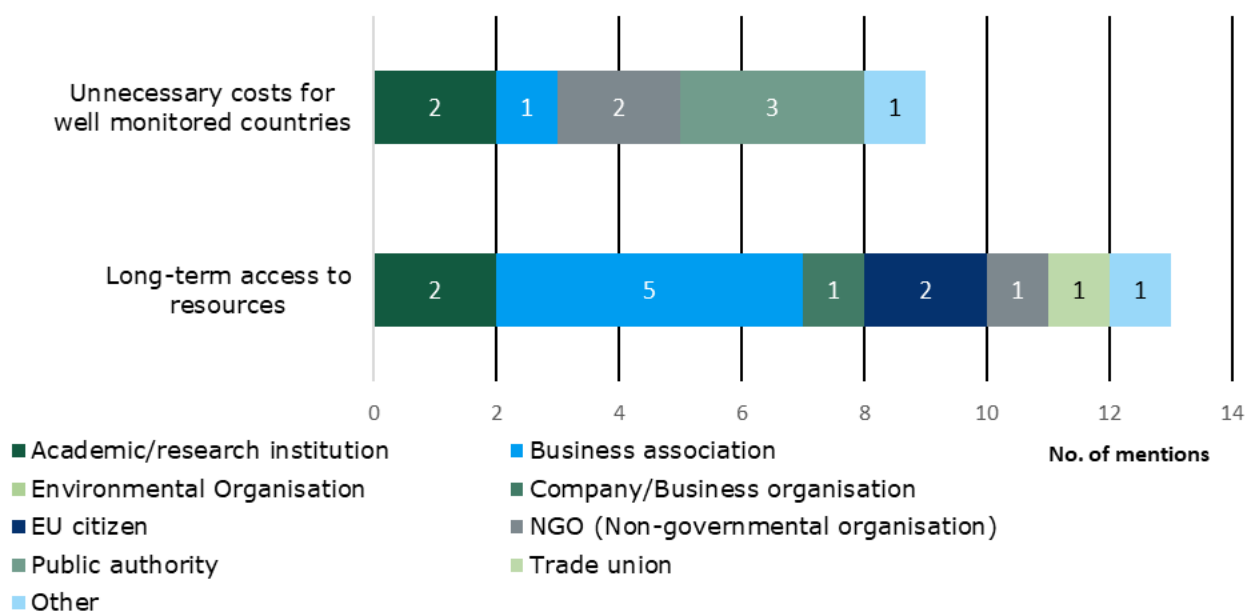 Unnecessary costs for
well monitored countries
2 1 2 3 1
Long-term access to
resources
2 5 1 2 1 1 1
0 2 4 6 8 10 12 14
No. of mentions
Academic/research institution
Business association
Environmental Organisation
Company/Business organisation
EU citizen
NGO (Non-governmental organisation)
Public authority
Trade union
Other